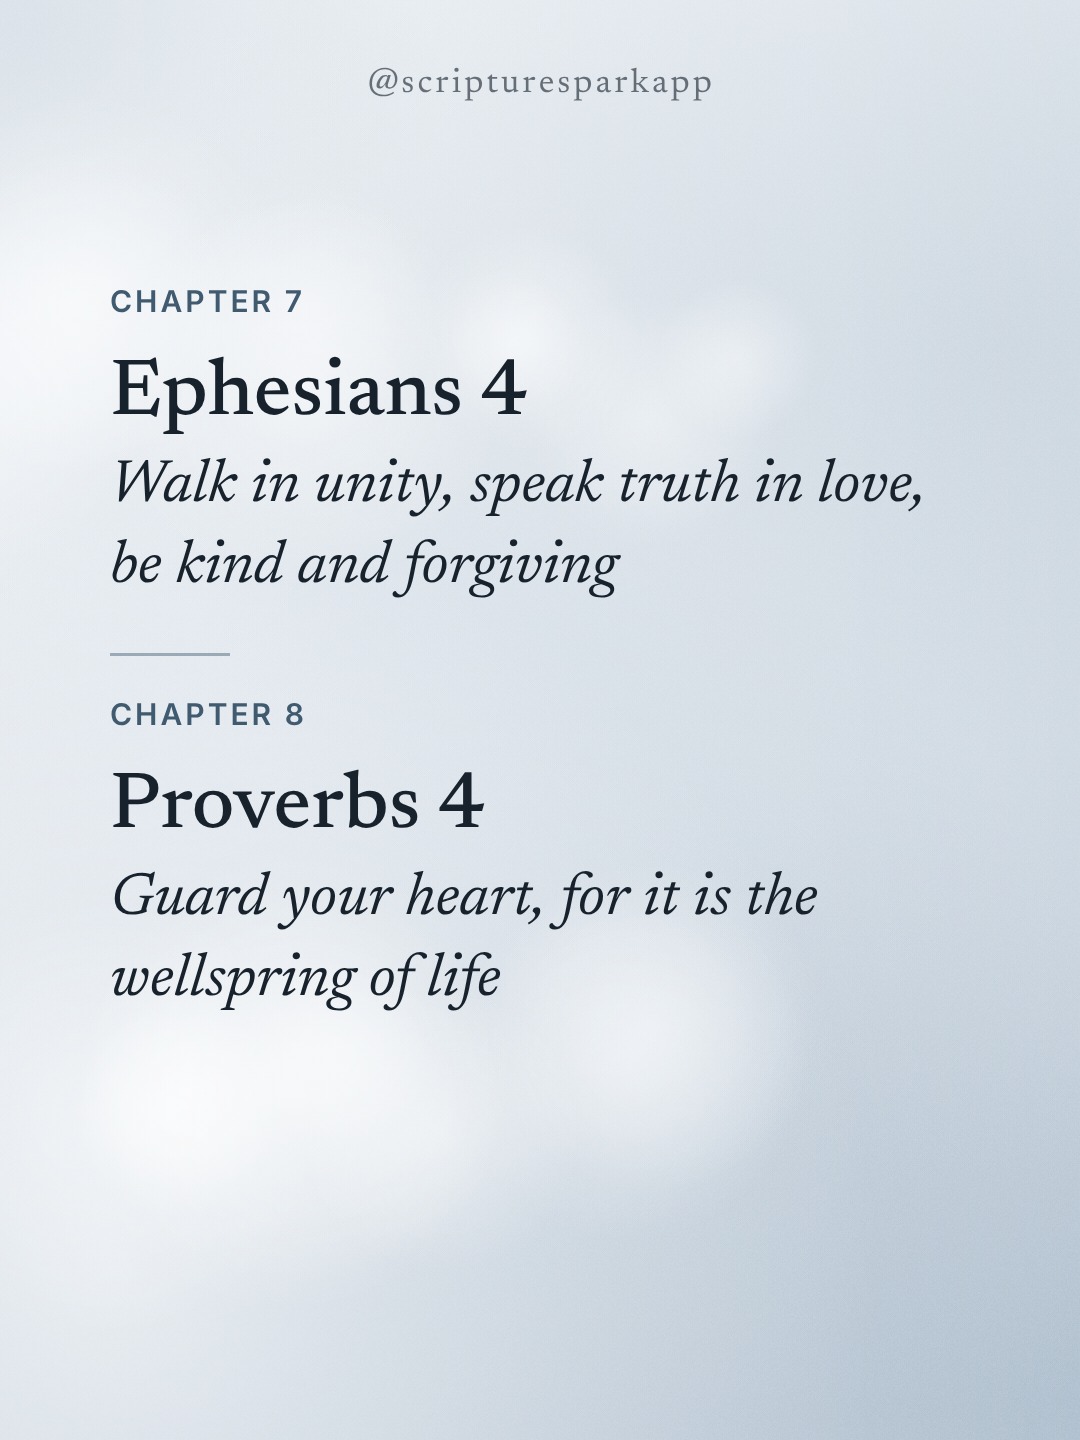 @scripturesparkapp
CHAPTER 7
Ephesians 4
Walk in unity, speak truth in love,
be kind and forgiving
CHAPTER 8
Proverbs 4
Guard your heart, for it is the
wellspring of life